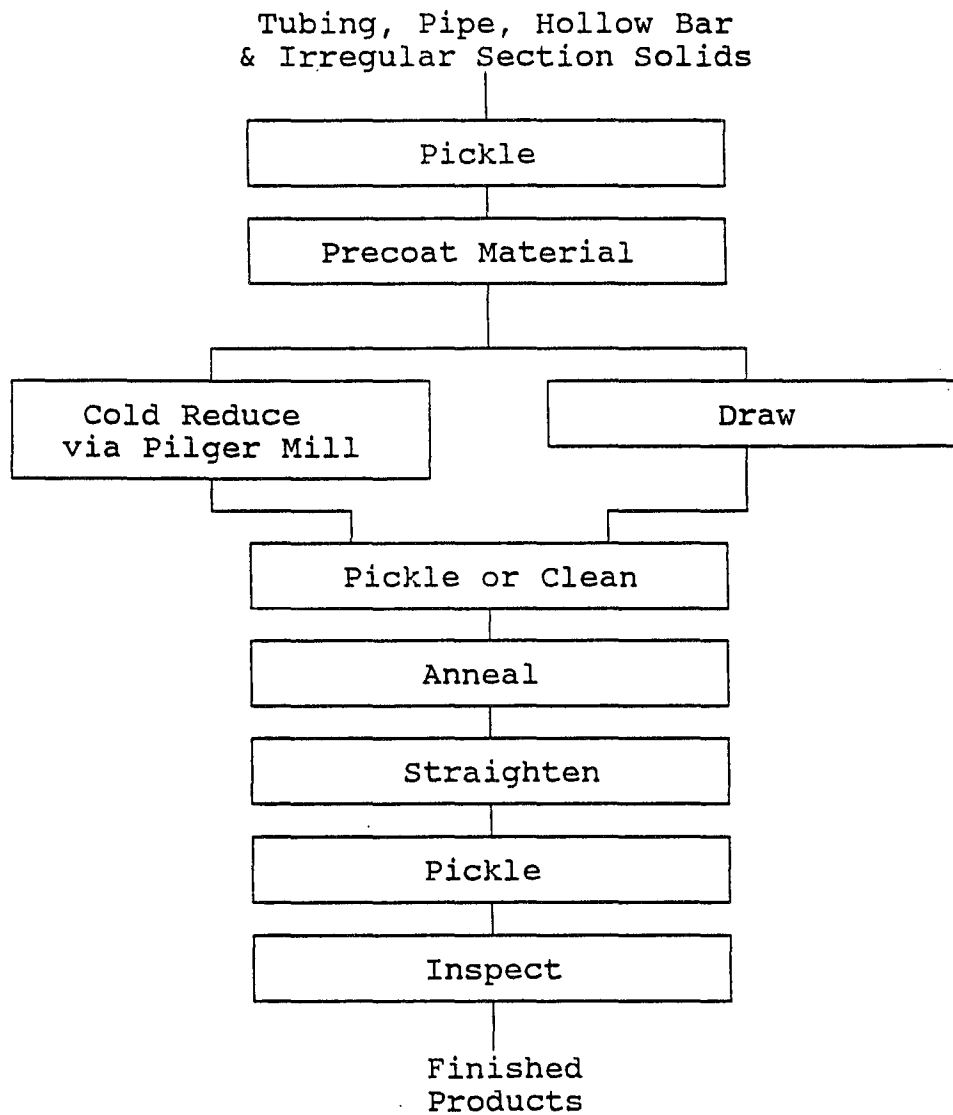 Tubing, Pipe, Hollow Bar
& Irregular Section Solids
Pickle
Precoat Material
Cold Reduce
via Pilger Mill
Draw
Pickle or Clean
Anneal
Straighten
Pickle
Inspect
Finished
Products